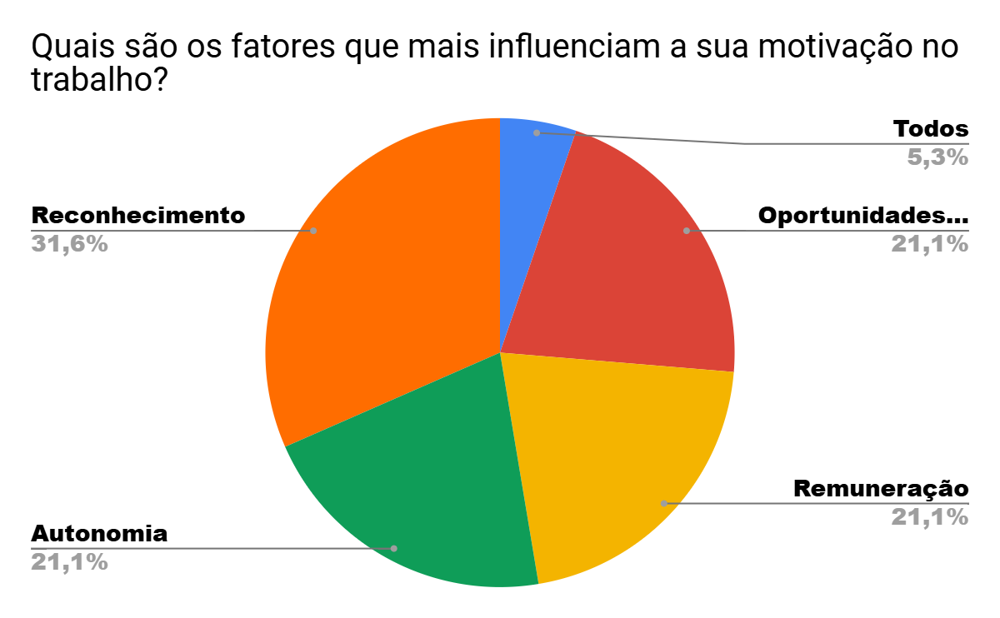 Quais são os fatores que mais influenciam a sua motivação no
trabalho?
Todos
5,3%
Oportunidades...
21,1%
Remuneração
21,1%
Autonomia
21,1%
Reconhecimento
31,6%